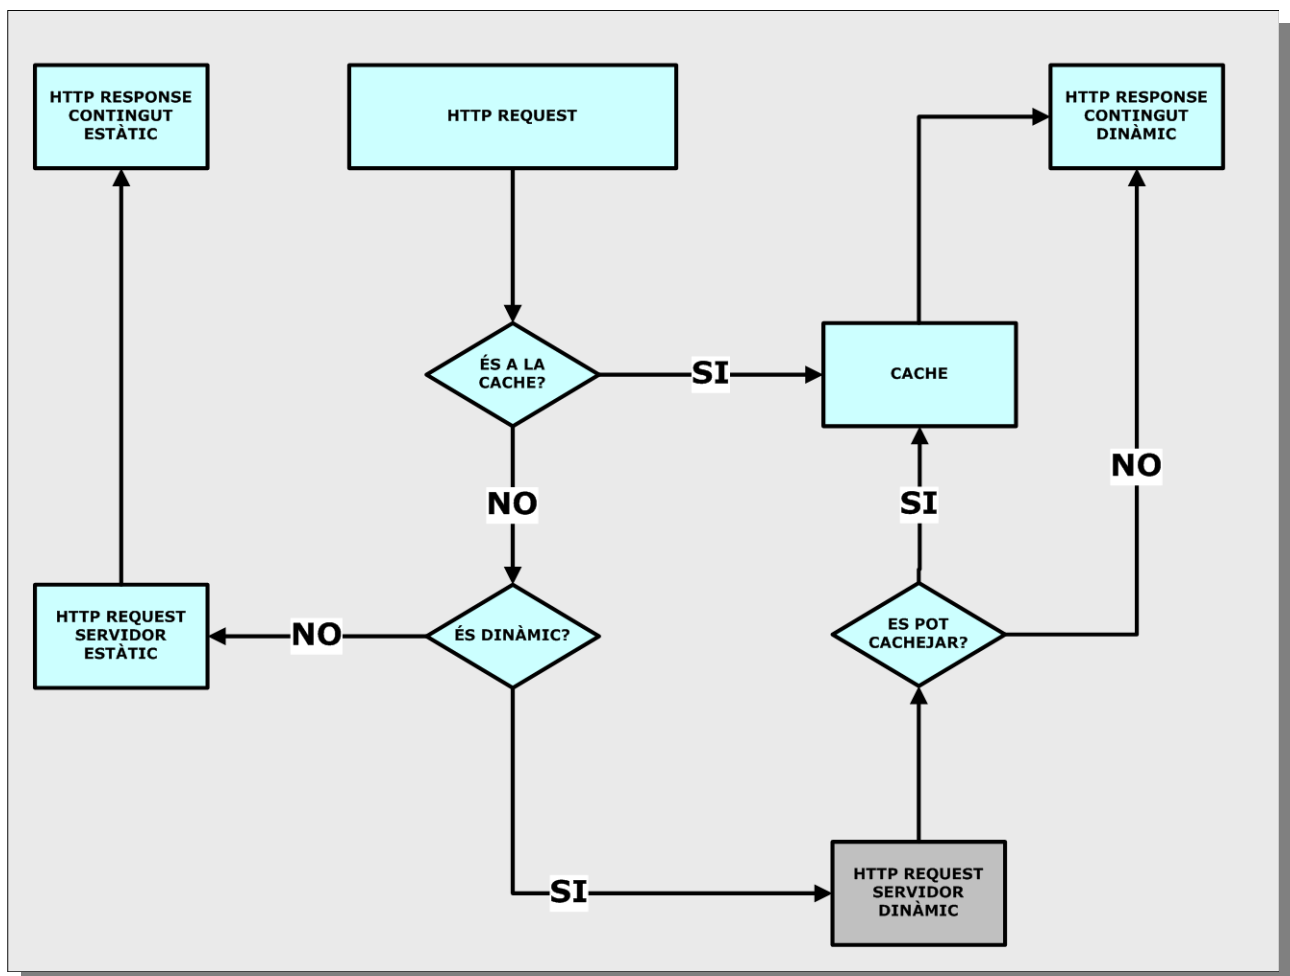 HTTP RESPONSE
CONTINGUT
ESTÀTIC
HTTP REQUEST
HTTP RESPONSE
CONTINGUT
DINÀMIC
ÉS A LA
CACHE?
SI
CACHE
NO
SI
NO
HTTP REQUEST
SERVIDOR
ESTÀTIC
NO
ÉS DINÀMIC?
ES POT
CACHEJAR?
SI
HTTP REQUEST
SERVIDOR
DINÀMIC